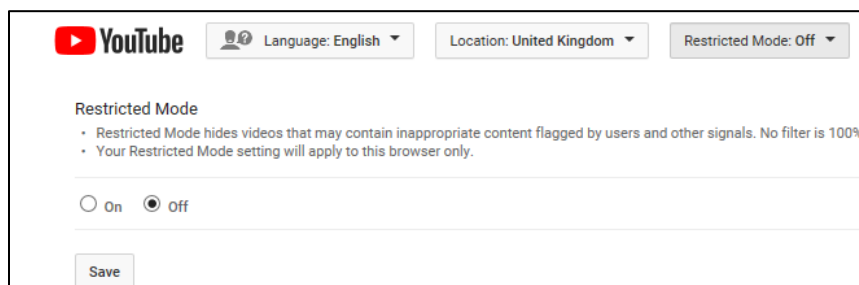 YouTube Language: English Location: United Kingdom Restricted Mode: Off
Restricted Mode
• Restricted Mode hides videos that may contain inappropriate content flagged by users and other signals. No filter is 100%
• Your Restricted Mode setting will apply to this browser only.
On Off
Save